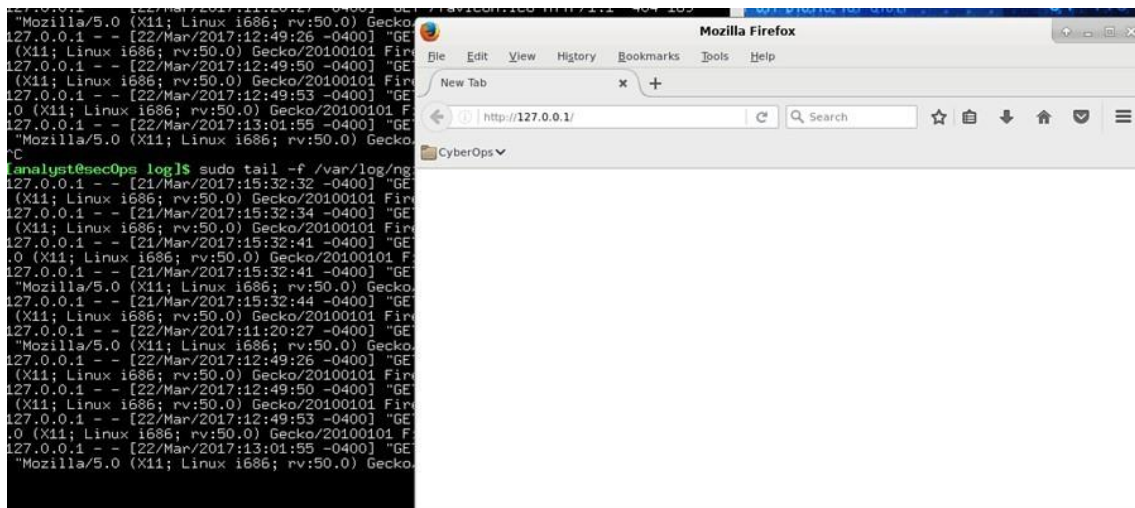 "Mozilla/5.0 (X11; Linux i686; rv:50.0) Gecko
127.0.0.1 - - [22/Mar/2017:12:49:26 -0400] "GE
(X11; Linux i686; rv:50.0) Gecko/20100101 Fire
127.0.0.1 - - [22/Mar/2017:12:49:50 -0400] "GE
(X11; Linux i686; rv:50.0) Gecko/20100101 Fire
127.0.0.1 - - [22/Mar/2017:12:49:53 -0400] "GE
.0 (X11; Linux i686; rv:50.0) Gecko/20100101 F
127.0.0.1 - - [22/Mar/2017:13:01:55 -0400] "GE
"Mozilla/5.0 (X11; Linux i686; rv:50.0) Gecko
^C
[analyst@secOps log]$ sudo tail -f /var/log/ng
127.0.0.1 - - [21/Mar/2017:15:32:32 -0400] "GE
(X11; Linux i686; rv:50.0) Gecko/20100101 Fire
127.0.0.1 - - [21/Mar/2017:15:32:34 -0400] "GE
(X11; Linux i686; rv:50.0) Gecko/20100101 Fire
127.0.0.1 - - [21/Mar/2017:15:32:41 -0400] "GE
.0 (X11; Linux i686; rv:50.0) Gecko/20100101 F
127.0.0.1 - - [21/Mar/2017:15:32:41 -0400] "GE
"Mozilla/5.0 (X11; Linux i686; rv:50.0) Gecko
127.0.0.1 - - [21/Mar/2017:15:32:44 -0400] "GE
(X11; Linux i686; rv:50.0) Gecko/20100101 Fire
127.0.0.1 - - [22/Mar/2017:11:20:27 -0400] "GE
"Mozilla/5.0 (X11; Linux i686; rv:50.0) Gecko
127.0.0.1 - - [22/Mar/2017:12:49:26 -0400] "GE
(X11; Linux i686; rv:50.0) Gecko/20100101 Fire
127.0.0.1 - - [22/Mar/2017:12:49:50 -0400] "GE
(X11; Linux i686; rv:50.0) Gecko/20100101 Fire
127.0.0.1 - - [22/Mar/2017:12:49:53 -0400] "GE
.0 (X11; Linux i686; rv:50.0) Gecko/20100101 F
127.0.0.1 - - [22/Mar/2017:13:01:55 -0400] "GE
"Mozilla/5.0 (X11; Linux i686; rv:50.0) Gecko
Mozilla Firefox
File Edit View History Bookmarks Tools Help
New Tab
http://127.0.0.1/ Search
CyberOps